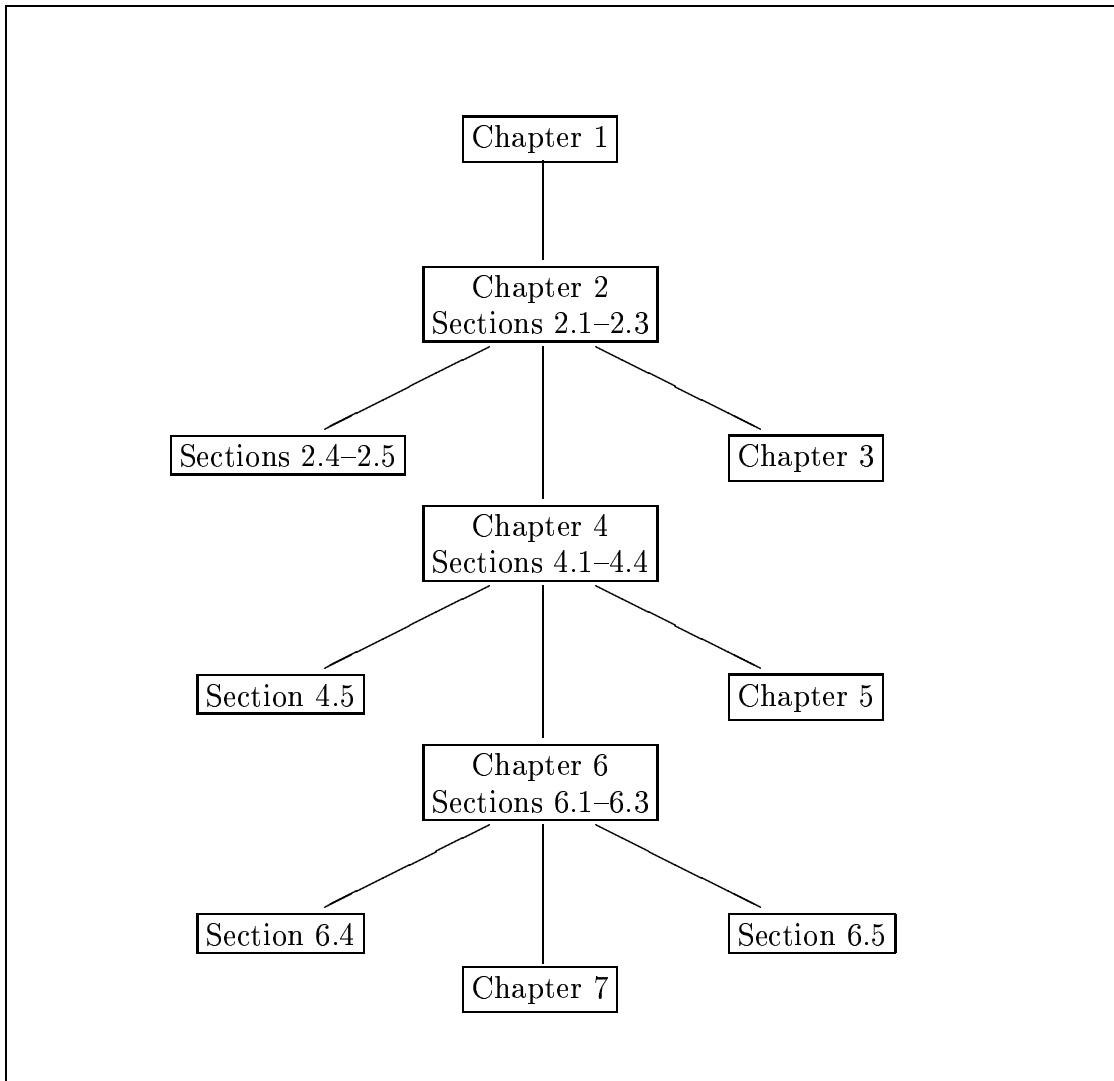 Chapter 1
Chapter 2
Sections 2.1–2.3
Sections 2.4–2.5
Chapter 3
Chapter 4
Sections 4.1–4.4
Section 4.5
Chapter 5
Chapter 6
Sections 6.1–6.3
Section 6.4
Section 6.5
Chapter 7